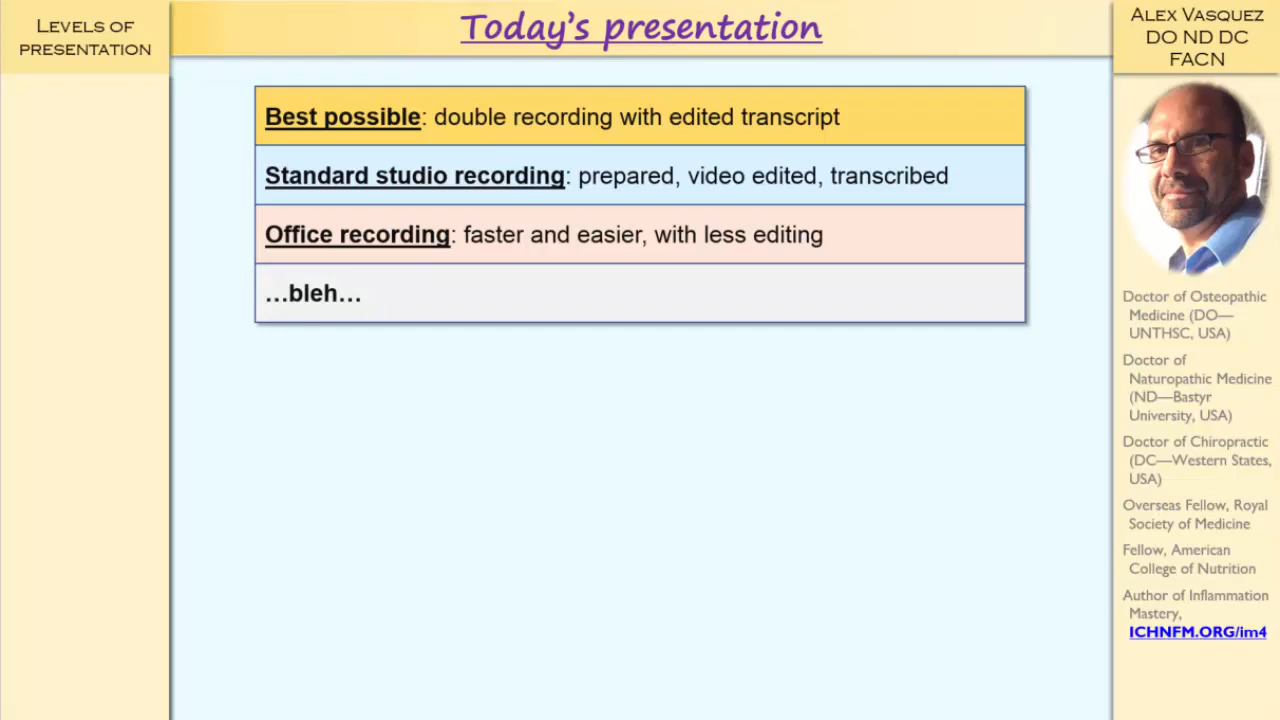 Levels of
presentation
Today's presentation
Alex Vasquez
DO ND DC
FACN
Best possible: double recording with edited transcript
Standard studio recording: prepared, video edited, transcribed
Office recording: faster and easier, with less editing
…bleh…
Doctor of Osteopathic
Medicine (DO—
UNTHSC, USA)
Doctor of
Naturopathic Medicine
(ND—Bastyr
University, USA)
Doctor of Chiropractic
(DC—Western States,
USA)
Overseas Fellow, Royal
Society of Medicine
Fellow, American
College of Nutrition
Author of Inflammation
Mastery,
ICHNFM.ORG/im4